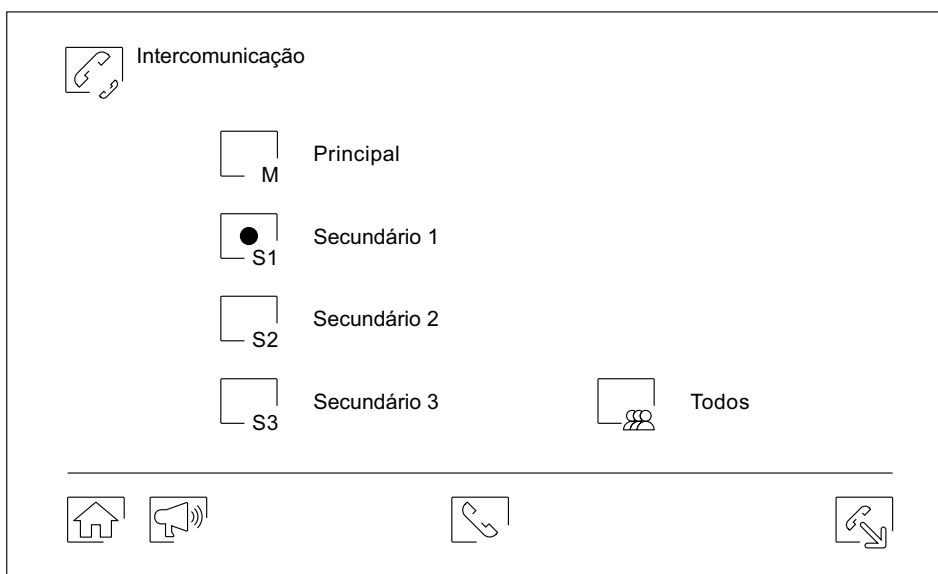 Intercomunicação
M Principal
S1 Secundário 1
S2 Secundário 2
S3 Secundário 3 Todos